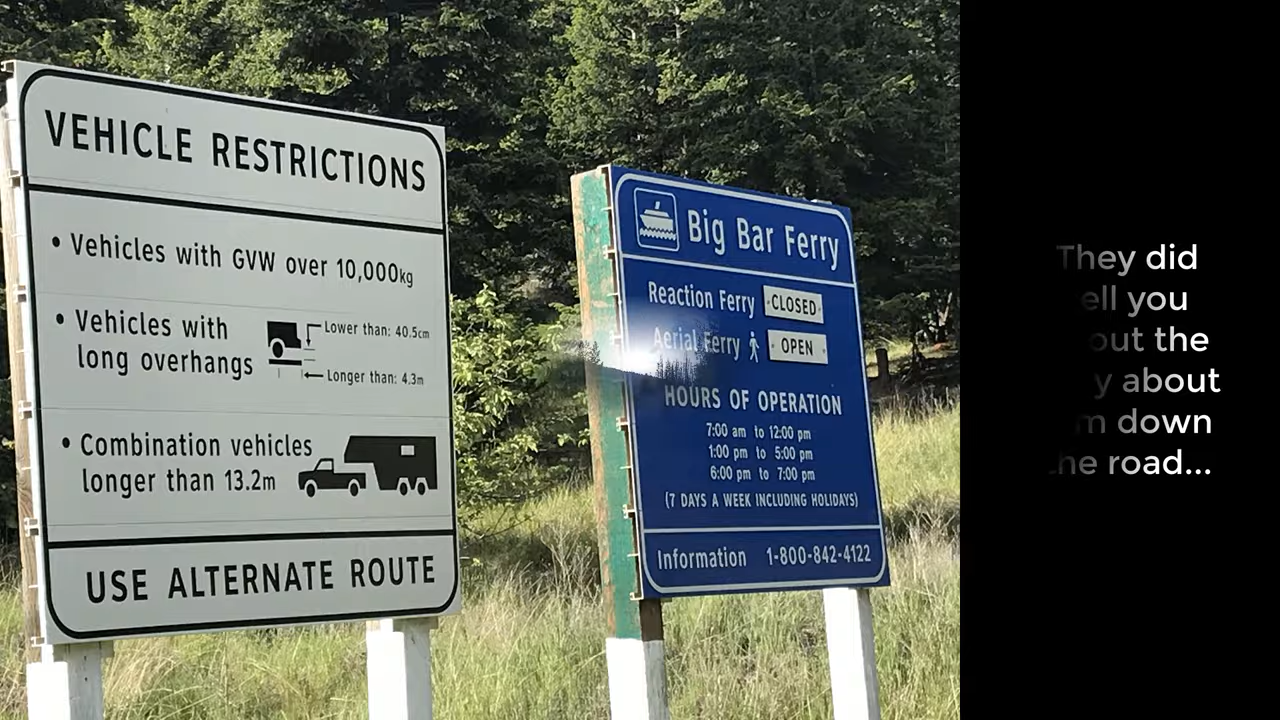 VEHICLE RESTRICTIONS
• Vehicles with GVW over 10,000kg
• Vehicles with
long overhangs
Lower than: 40.5cm
Longer than: 4.3m
• Combination vehicles
longer than 13.2m
USE ALTERNATE ROUTE
Big Bar Ferry
Reaction Ferry CLOSED
Aerial Ferry OPEN
HOURS OF OPERATION
7:00 am to 12:00 pm
1:00 pm to 5:00 pm
6:00 pm to 7:00 pm
(7 DAYS A WEEK INCLUDING HOLIDAYS)
Information 1-800-842-4122
They did
ell you
out the
y about
m down
he road...